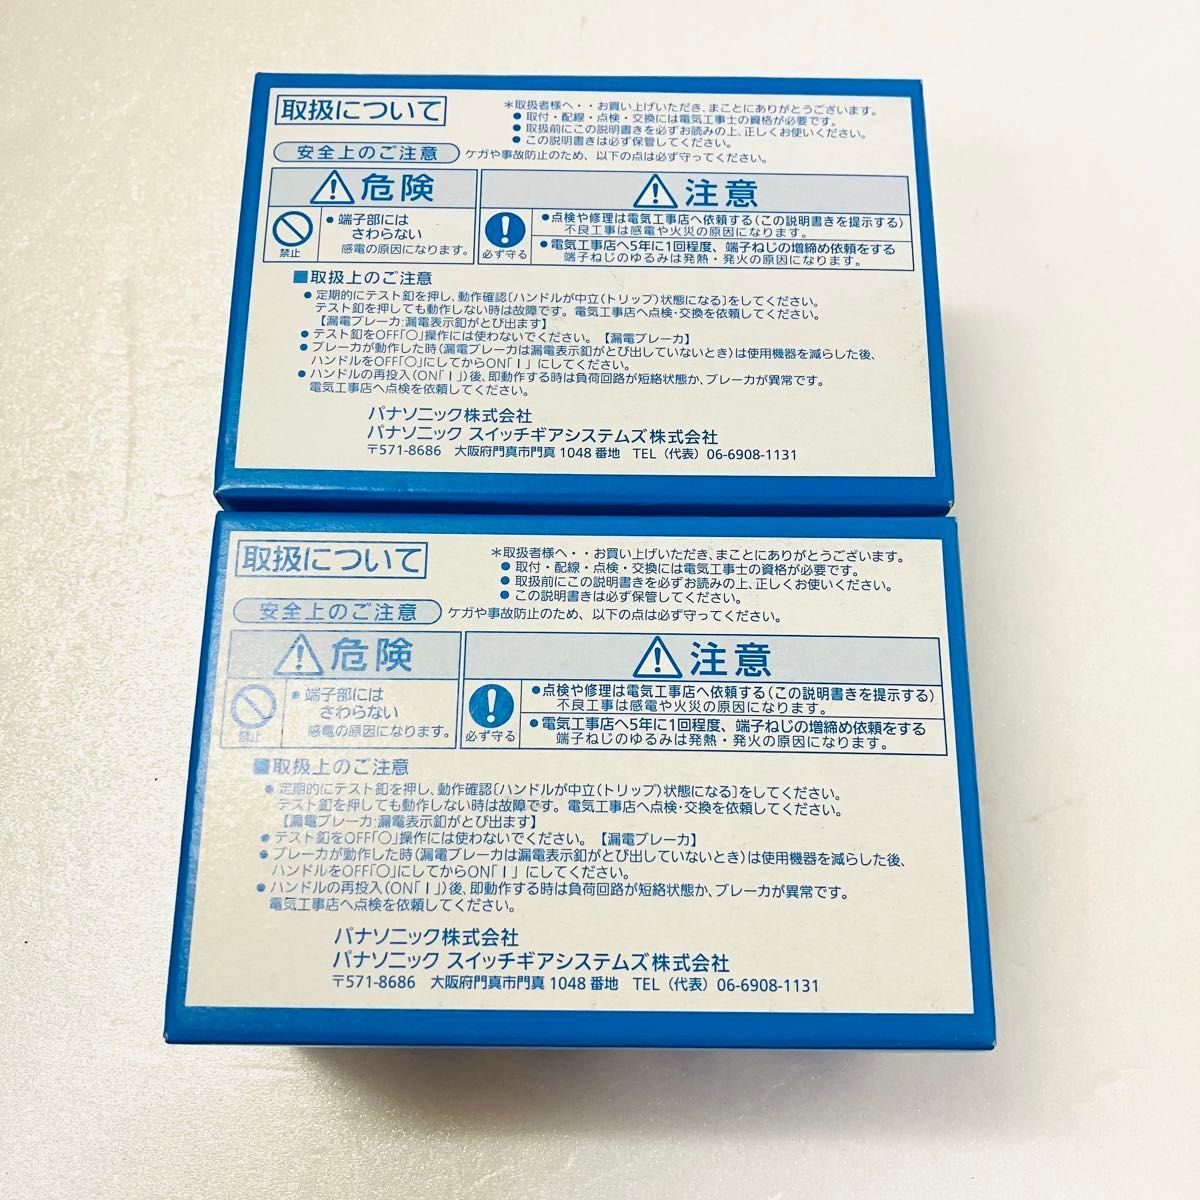 取扱について
＊取扱者様へ・・お買い上げいただき、まことにありがとうございます。
● 取付・配線・点検・交換には電気工事士の資格が必要です。
● 取扱前にこの説明書きを必ずお読みの上、正しくお使いください。
● この説明書きは必ず保管してください。
安全上のご注意 ケガや事故防止のため、以下の点は必ず守ってください。
危険
禁止
● 端子部には
さわらない
感電の原因になります。
注意
必ず守る
●点検や修理は電気工事店へ依頼する(この説明書きを提示する)
不良工事は感電や火災の原因になります。
●電気工事店へ5年に1回程度、端子ねじの増締め依頼をする
端子ねじのゆるみは発熱・発火の原因になります。
■取扱上のご注意
● 定期的にテスト釦を押し、動作確認〔ハンドルが中立(トリップ)状態になる〕をしてください。
テスト釦を押しても動作しない時は故障です。電気工事店へ点検・交換を依頼してください。
【漏電ブレーカ:漏電表示釦がとび出ます】
● テスト釦をOFF「〇」操作には使わないでください。【漏電ブレーカ】
● ブレーカが動作した時(漏電ブレーカは漏電表示釦がとび出していないとき)は使用機器を減らした後、
ハンドルをOFF「〇」にしてからON「Ｉ」にしてください。
● ハンドルの再投入(ON「Ｉ」)後、即動作する時は負荷回路が短絡状態か、ブレーカが異常です。
電気工事店へ点検を依頼してください。
パナソニック株式会社
パナソニック スイッチギアシステムズ株式会社
〒571-8686 大阪府門真市門真 1048 番地 TEL（代表）06-6908-1131
取扱について
＊取扱者様へ・・お買い上げいただき、まことにありがとうございます。
● 取付・配線・点検・交換には電気工事士の資格が必要です。
● 取扱前にこの説明書きを必ずお読みの上、正しくお使いください。
● この説明書きは必ず保管してください。
安全上のご注意 ケガや事故防止のため、以下の点は必ず守ってください。
危険
禁止
● 端子部には
さわらない
感電の原因になります。
注意
必ず守る
●点検や修理は電気工事店へ依頼する(この説明書きを提示する)
不良工事は感電や火災の原因になります。
●電気工事店へ5年に1回程度、端子ねじの増締め依頼をする
端子ねじのゆるみは発熱・発火の原因になります。
■取扱上のご注意
● 定期的にテスト釦を押し、動作確認〔ハンドルが中立(トリップ)状態になる〕をしてください。
テスト釦を押しても動作しない時は故障です。電気工事店へ点検・交換を依頼してください。
【漏電ブレーカ:漏電表示釦がとび出ます】
● テスト釦をOFF「〇」操作には使わないでください。【漏電ブレーカ】
● ブレーカが動作した時(漏電ブレーカは漏電表示釦がとび出していないとき)は使用機器を減らした後、
ハンドルをOFF「〇」にしてからON「Ｉ」にしてください。
● ハンドルの再投入(ON「Ｉ」)後、即動作する時は負荷回路が短絡状態か、ブレーカが異常です。
電気工事店へ点検を依頼してください。
パナソニック株式会社
パナソニック スイッチギアシステムズ株式会社
〒571-8686 大阪府門真市門真 1048 番地 TEL（代表）06-6908-1131